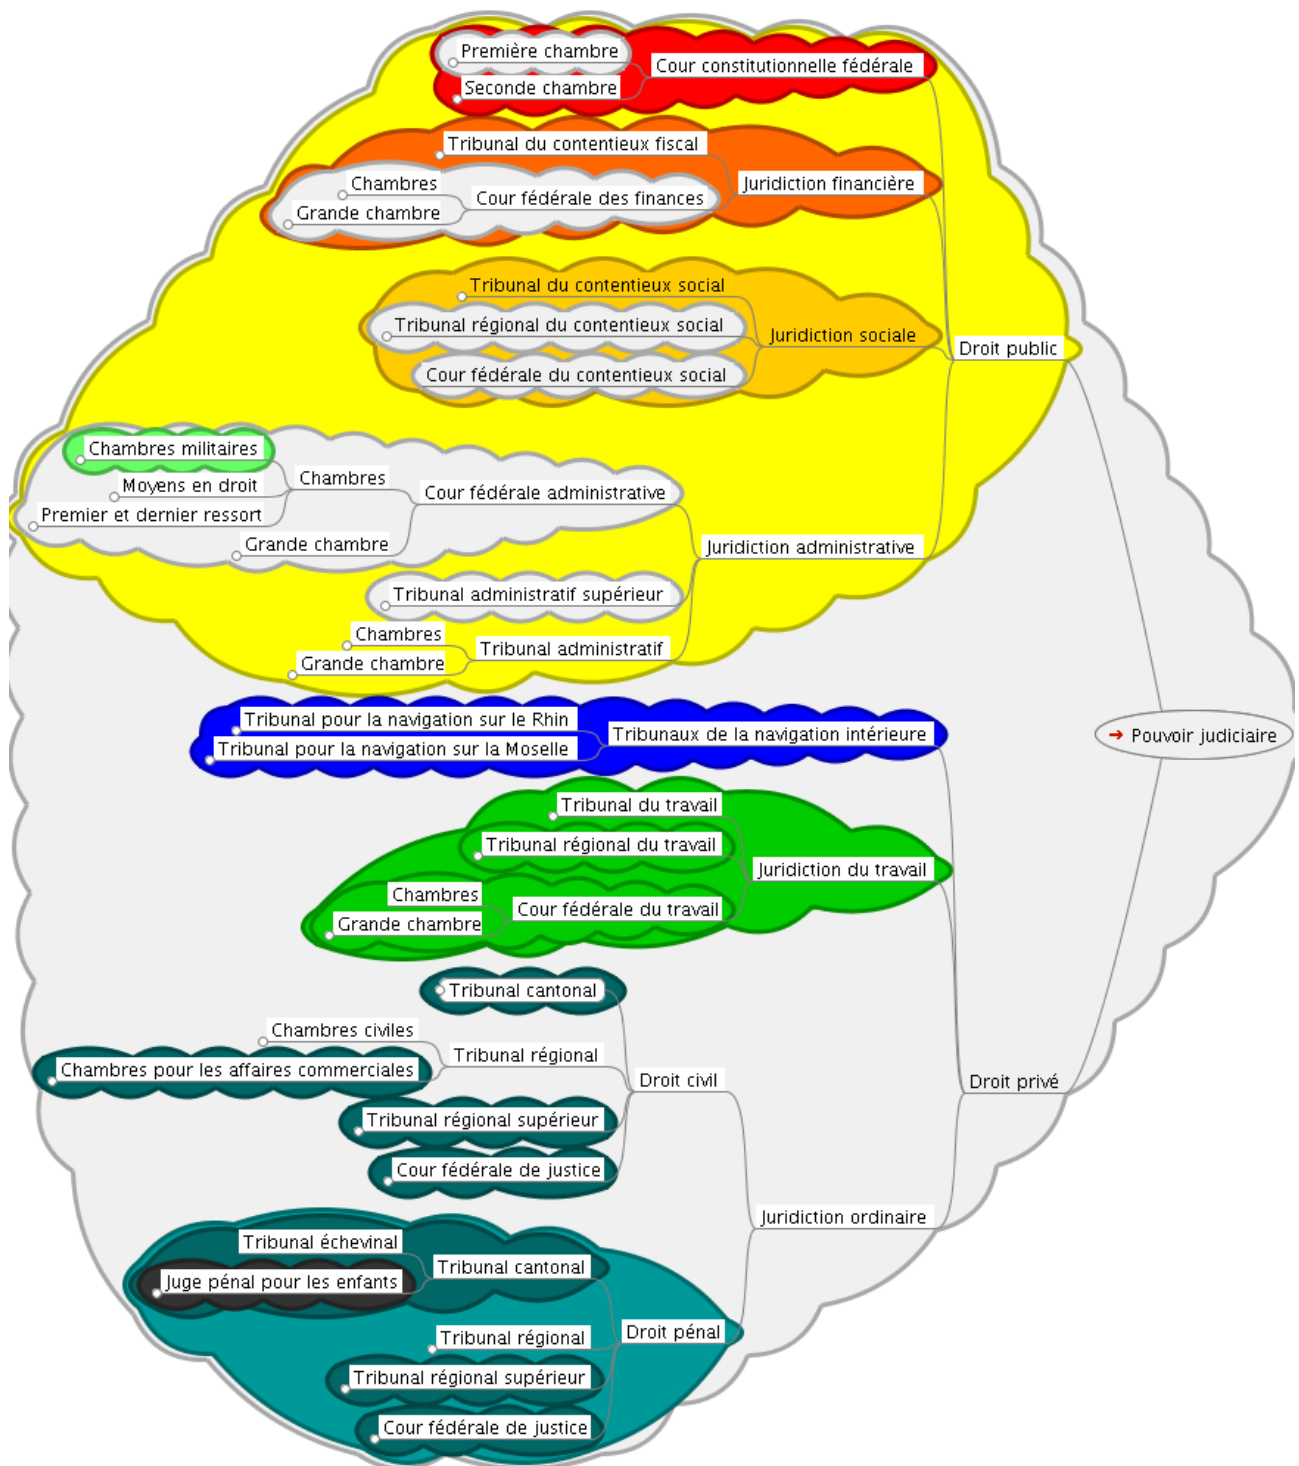 Première chambre
Cour constitutionnelle fédérale
Seconde chambre
Tribunal du contentieux fiscal
Juridiction financière
Chambres
Cour fédérale des finances
Grande chambre
Tribunal du contentieux social
Tribunal régional du contentieux social
Juridiction sociale
Droit public
Cour fédérale du contentieux social
Chambres militaires
Chambres
Moyens en droit
Cour fédérale administrative
Premier et dernier ressort
Grande chambre
Juridiction administrative
Tribunal administratif supérieur
Chambres
Tribunal administratif
Grande chambre
Tribunal pour la navigation sur le Rhin
Tribunaux de la navigation intérieure
➔ Pouvoir judiciaire
Tribunal pour la navigation sur la Moselle
Tribunal du travail
Tribunal régional du travail
Juridiction du travail
Chambres
Cour fédérale du travail
Grande chambre
Tribunal cantonal
Chambres civiles
Tribunal régional
Chambres pour les affaires commerciales
Droit civil
Droit privé
Tribunal régional supérieur
Cour fédérale de justice
Juridiction ordinaire
Tribunal échevinal
Tribunal cantonal
Juge pénal pour les enfants
Droit pénal
Tribunal régional
Tribunal régional supérieur
Cour fédérale de justice